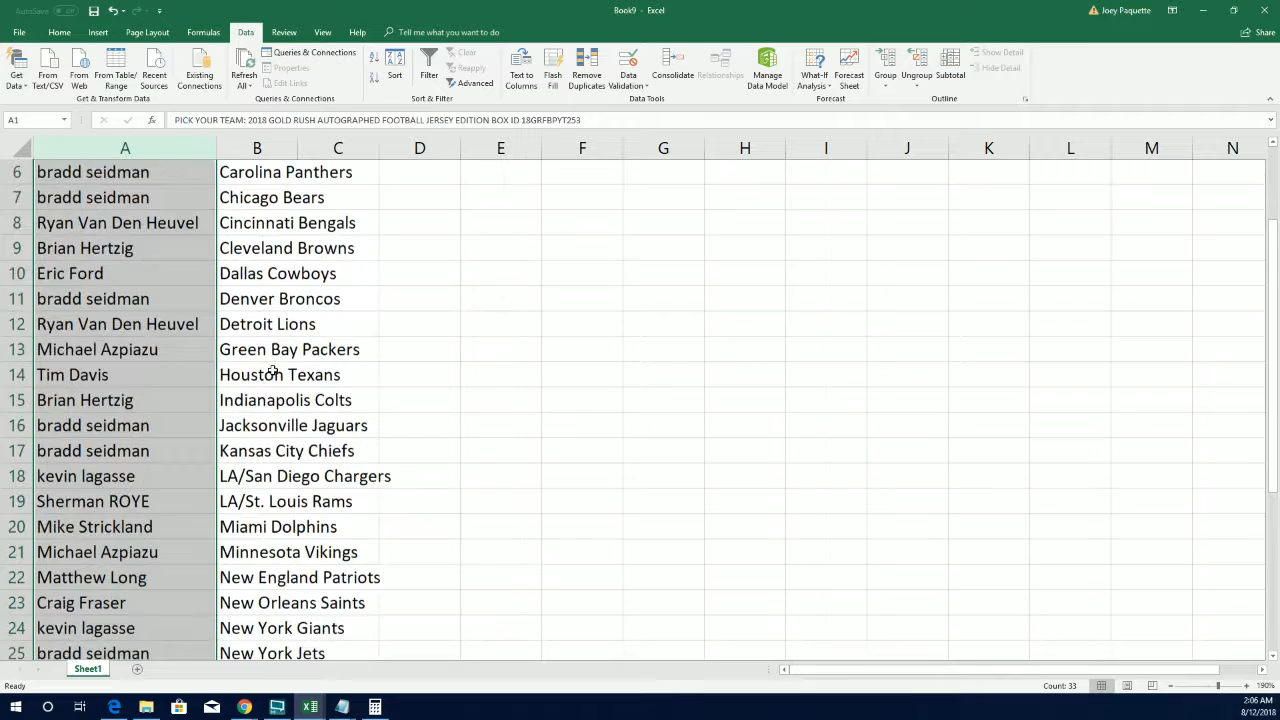 AutoSave Off
Book9 - Excel
Joey Paquette
File Home Insert Page Layout Formulas Data Review View Help Tell me what you want to do Share
Get Data
From Text/CSV
From Web
From Table/ Range
Recent Sources
Existing Connections
Get & Transform Data
Refresh All
Queries & Connections
Properties
Edit Links
Queries & Connections
Sort
Filter
Clear
Reapply
Advanced
Sort & Filter
Text to Columns
Flash Fill
Remove Duplicates
Data Validation
Consolidate
Relationships
Manage Data Model
Data Tools
What-If Analysis
Forecast Sheet
Forecast
Group
Ungroup
Subtotal
Show Detail
Hide Detail
Outline
A1 fx PICK YOUR TEAM: 2018 GOLD RUSH AUTOGRAPHED FOOTBALL JERSEY EDITION BOX ID 18GRFBPYT253
A B C D E F G H I J K L M N
6 bradd seidman Carolina Panthers
7 bradd seidman Chicago Bears
8 Ryan Van Den Heuvel Cincinnati Bengals
9 Brian Hertzig Cleveland Browns
10 Eric Ford Dallas Cowboys
11 bradd seidman Denver Broncos
12 Ryan Van Den Heuvel Detroit Lions
13 Michael Azpiazu Green Bay Packers
14 Tim Davis Houston Texans
15 Brian Hertzig Indianapolis Colts
16 bradd seidman Jacksonville Jaguars
17 bradd seidman Kansas City Chiefs
18 kevin lagasse LA/San Diego Chargers
19 Sherman ROYE LA/St. Louis Rams
20 Mike Strickland Miami Dolphins
21 Michael Azpiazu Minnesota Vikings
22 Matthew Long New England Patriots
23 Craig Fraser New Orleans Saints
24 kevin lagasse New York Giants
25 bradd seidman New York Jets
Sheet1
Ready
Count: 33
190%
2:06 AM
8/12/2018